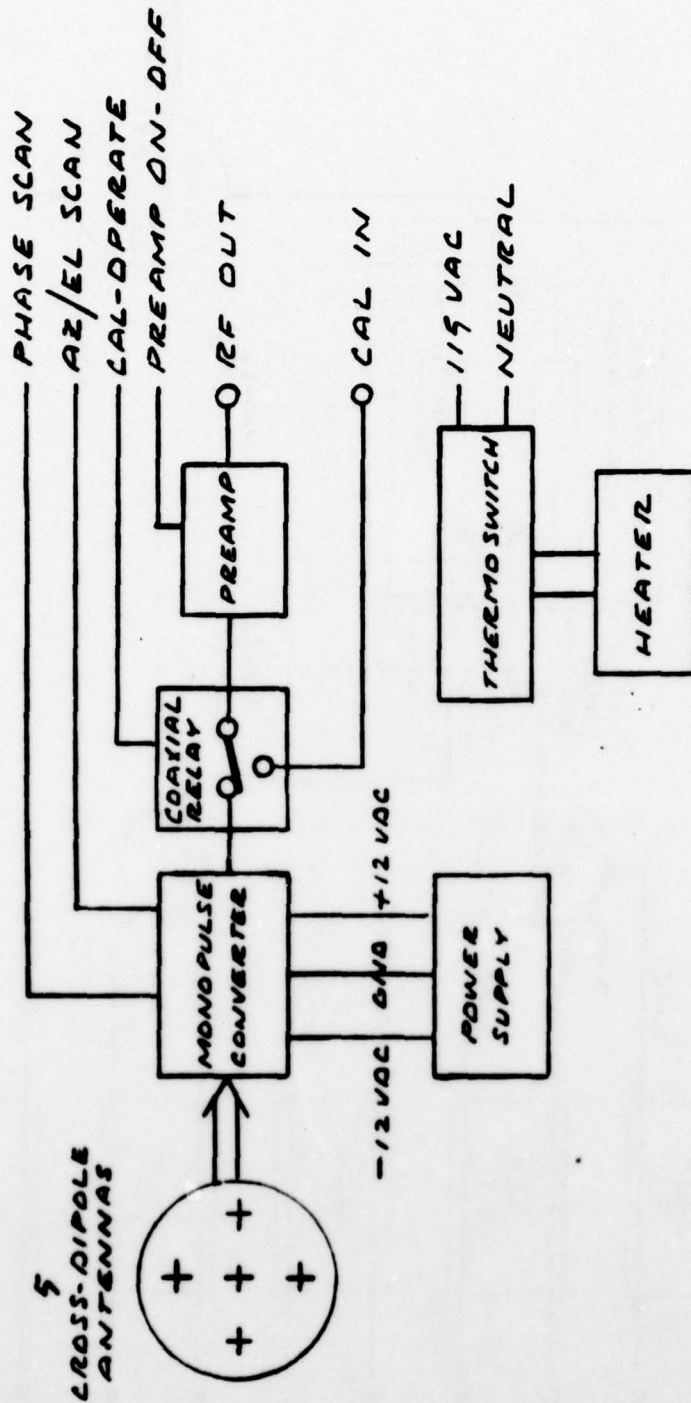 5
CROSS-DIPOLE
ANTENNAS
PHASE SCAN
AZ/EL SCAN
CAL-OPERATE
PREAMP ON-OFF
RF OUT
CAL IN
MONOPULSE
CONVERTER
COAXIAL
RELAY
PREAMP
-12 VDC
GND
+12 VDC
POWER
SUPPLY
THERMOSWITCH
115 VAC
NEUTRAL
HEATER